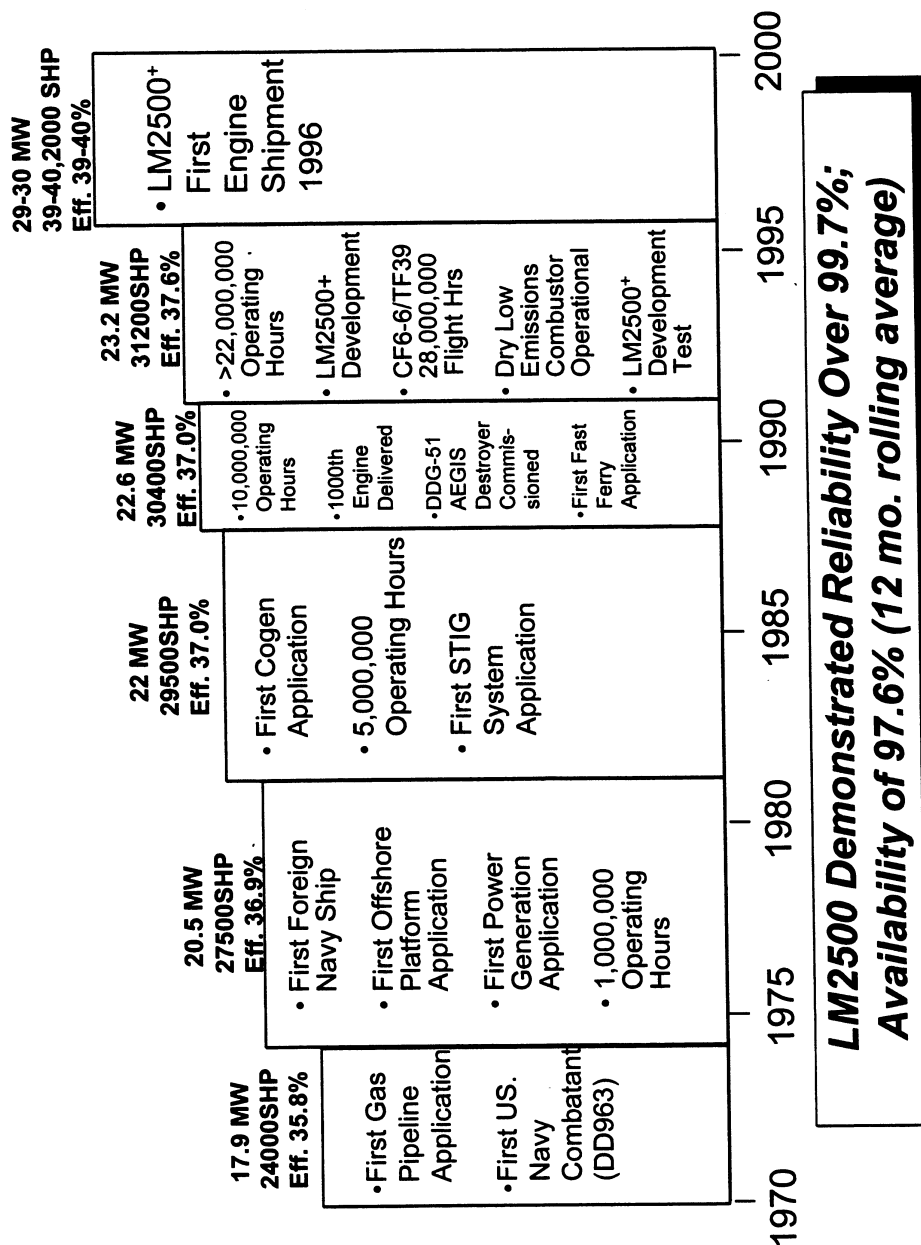 17.9 MW
24000SHP
Eff. 35.8%
•First Gas
Pipeline
Application
•First US.
Navy
Combatant
(DD963)
20.5 MW
27500SHP
Eff. 36.9%
• First Foreign
Navy Ship
• First Offshore
Platform
Application
• First Power
Generation
Application
• 1,000,000
Operating
Hours
22 MW
29500SHP
Eff. 37.0%
• First Cogen
Application
• 5,000,000
Operating Hours
• First STIG
System
Application
22.6 MW
30400SHP
Eff. 37.0%
•10,000,000
Operating
Hours
•1000th
Engine
Delivered
•DDG-51
AEGIS
Destroyer
Commis-
sioned
•First Fast
Ferry
Application
23.2 MW
31200SHP
Eff. 37.6%
• >22,000,000
Operating
Hours
• LM2500+
Development
• CF6-6/TF39
28,000,000
Flight Hrs
• Dry Low
Emissions
Combustor
Operational
• LM2500+
Development
Test
29-30 MW
39-40,2000 SHP
Eff. 39-40%
• LM2500+
First
Engine
Shipment
1996
1970
1975
1980
1985
1990
1995
2000
LM2500 Demonstrated Reliability Over 99.7%;
Availability of 97.6% (12 mo. rolling average)